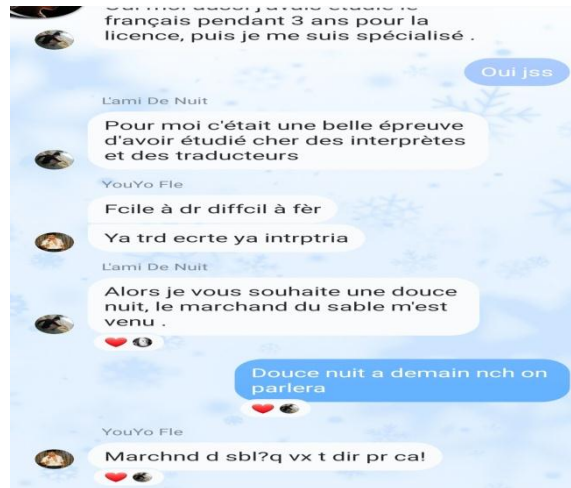 français pendant 3 ans pour la
licence, puis je me suis spécialisé .
Oui jss
L'ami De Nuit
Pour moi c'était une belle épreuve
d'avoir étudié cher des interprètes
et des traducteurs
YouYo Fle
Fcile à dr diffcil à fèr
Ya trd ecrte ya intrptria
L'ami De Nuit
Alors je vous souhaite une douce
nuit, le marchand du sable m'est
venu .
Douce nuit a demain nch on
parlera
YouYo Fle
Marchnd d sbl?q vx t dir pr ca!